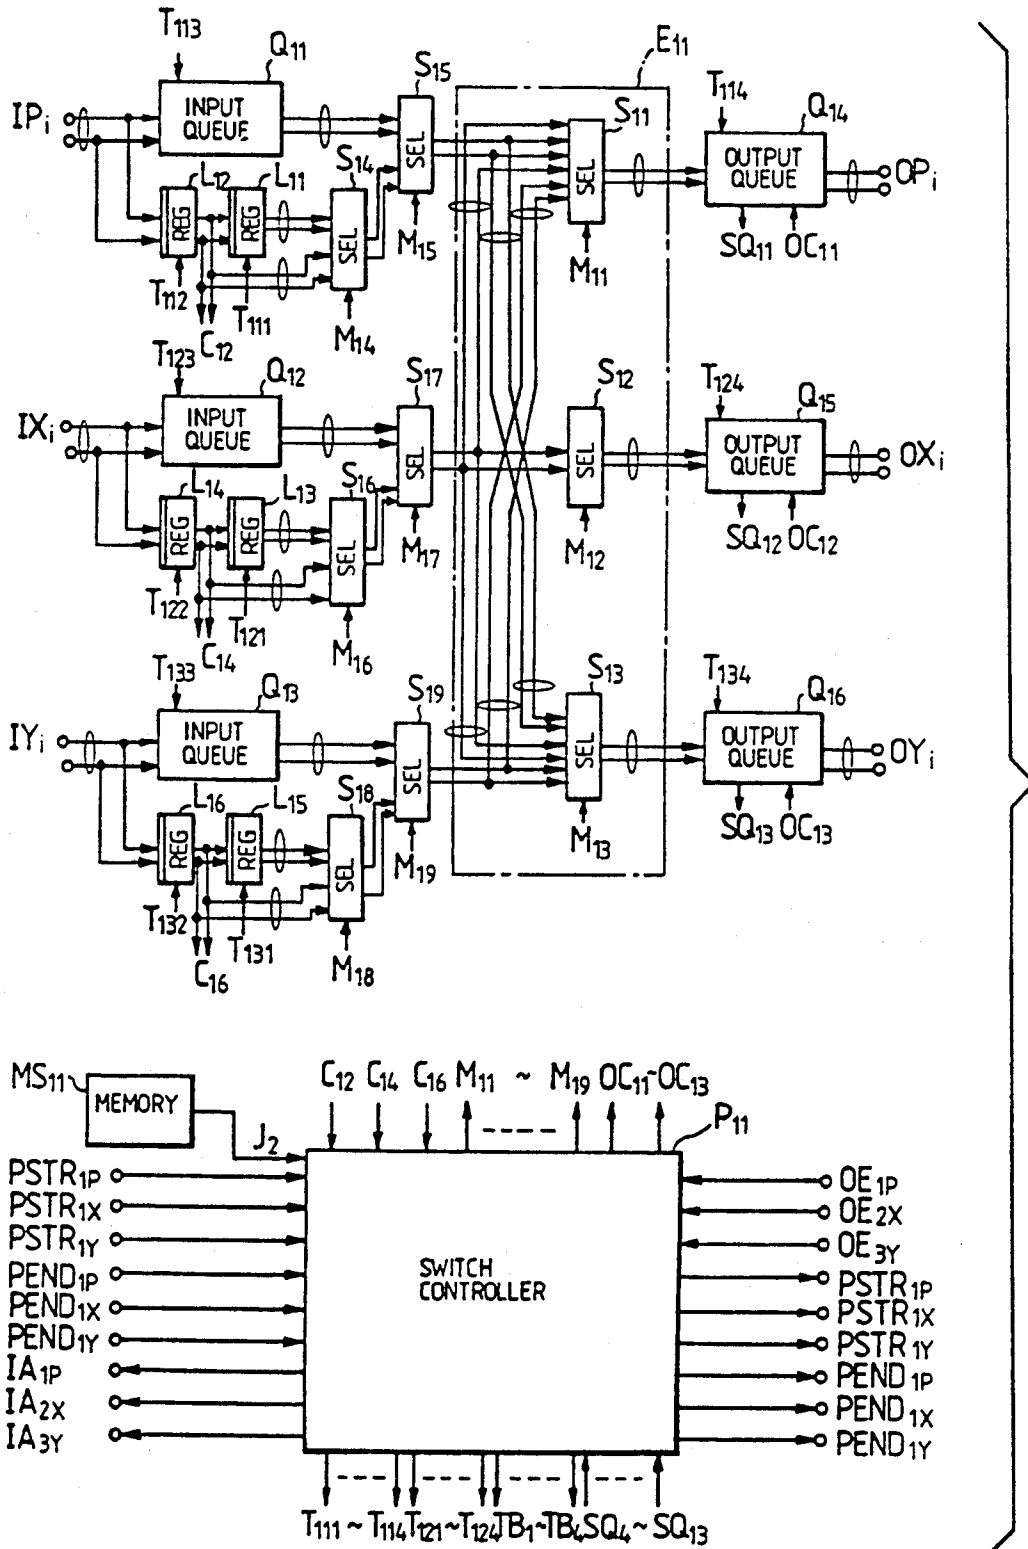 T113
Q11
S15
E11
IPi
INPUT
QUEUE
SEL
S11
T114
Q14
OUTPUT
QUEUE
OPi
SEL
L12
L11
S14
REG
REG
SEL
M15
SQ11
OC11
M11
T112
T111
C12
M14
T123
Q12
S17
S12
T124
Q15
IXi
INPUT
QUEUE
SEL
SEL
OUTPUT
QUEUE
OXi
L14
L13
S16
REG
REG
SEL
M17
M12
SQ12
OC12
T122
T121
C14
M16
T133
Q13
S19
S13
T134
Q16
IYi
INPUT
QUEUE
SEL
SEL
OUTPUT
QUEUE
OYi
L16
L15
S18
REG
REG
SEL
M19
M13
SQ13
OC13
T132
T131
C16
M18
MS11
MEMORY
C12 C14 C16 M11 ~ M19 OC11~OC13
P11
J2
PSTR1P
PSTR1X
PSTR1Y
PEND1P
PEND1X
PEND1Y
IA1P
IA2X
IA3Y
SWITCH
CONTROLLER
OE1P
OE2X
OE3Y
PSTR1P
PSTR1X
PSTR1Y
PEND1P
PEND1X
PEND1Y
T111~T114 T121~T124 TB1~TB4 SQ4~SQ13